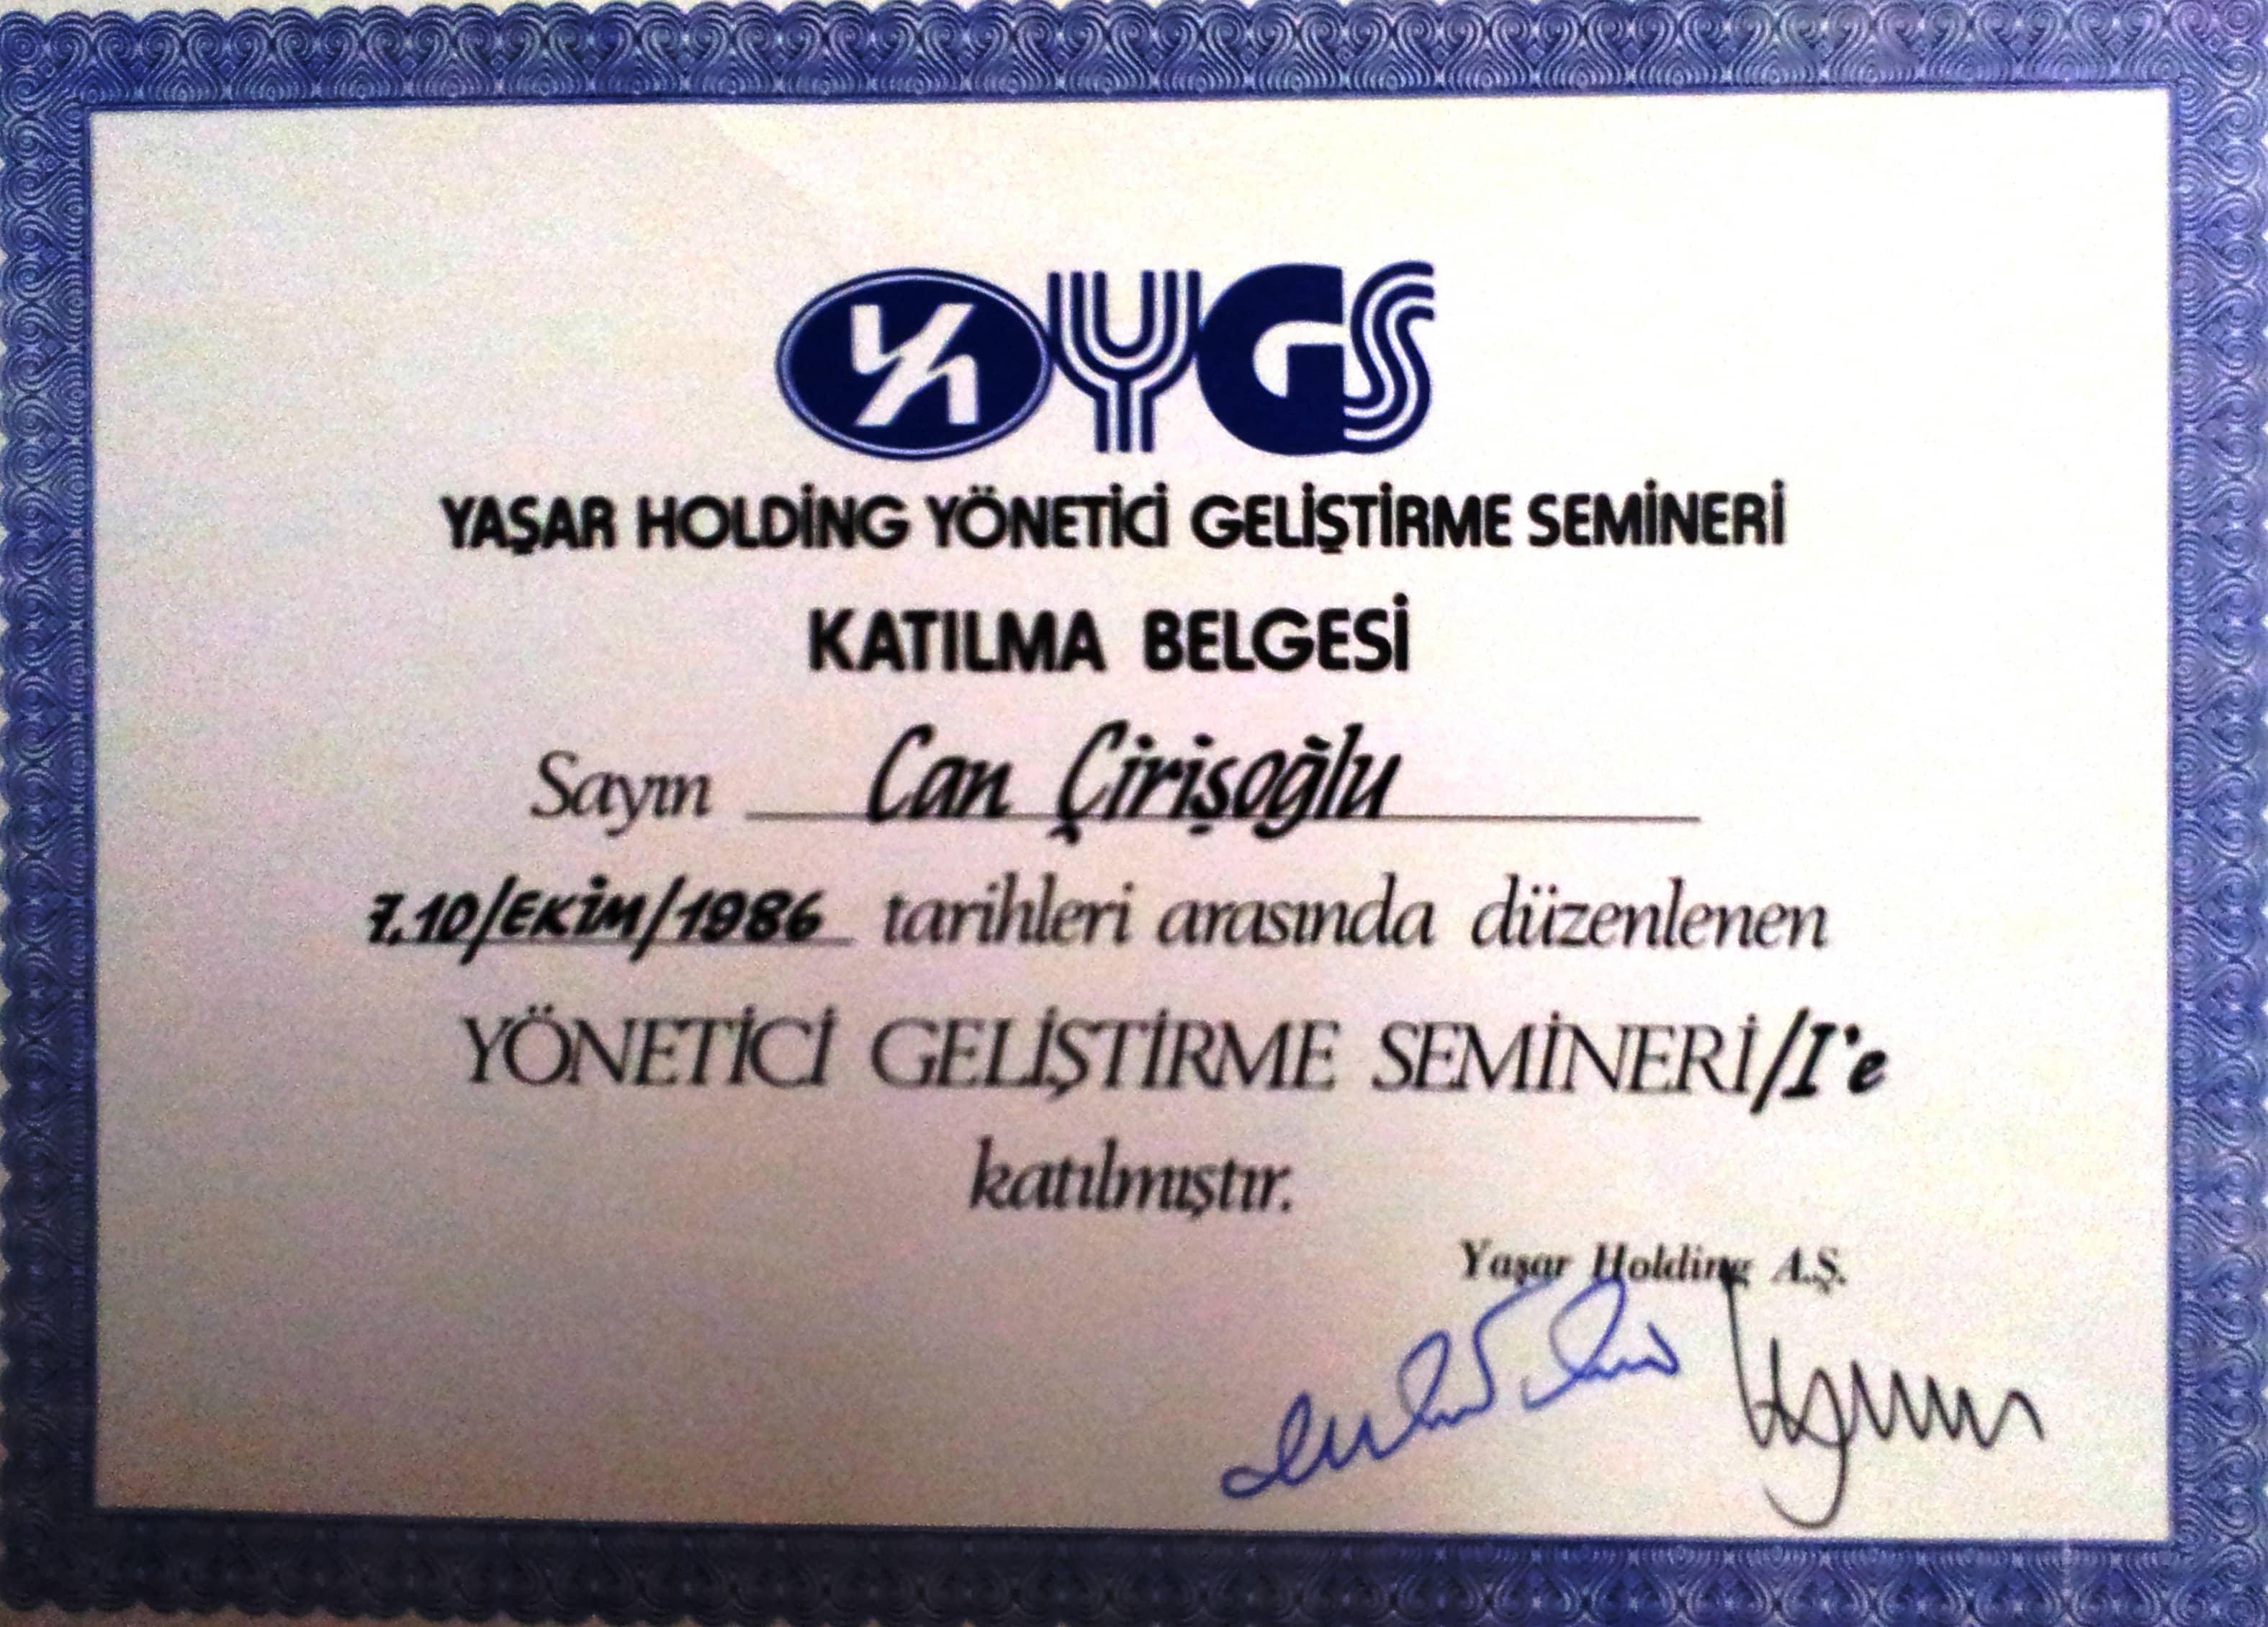 YA YGS
YAŞAR HOLDİNG YÖNETİCİ GELİŞTİRME SEMİNERİ
KATILMA BELGESİ
Sayın Can Çirişoğlu
7.10/EKİM/1986 tarihleri arasında düzenlenen
YÖNETİCİ GELİŞTİRME SEMİNERİ/I'e
katılmıştır.
Yaşar Holding A.Ş.